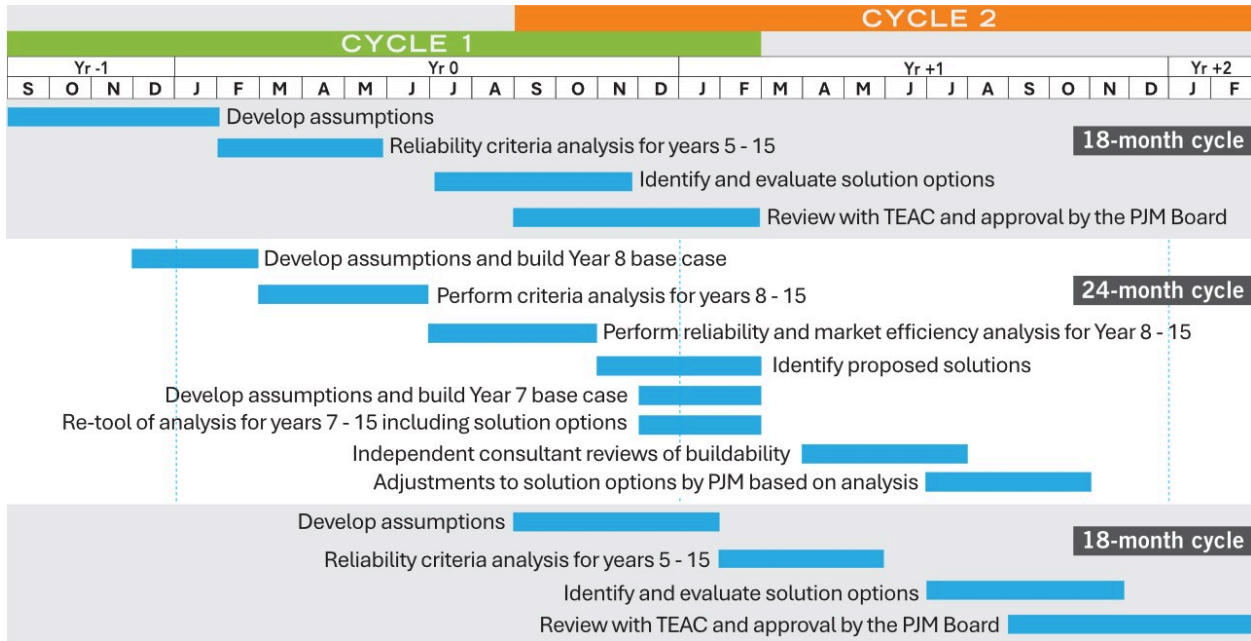 CYCLE 2
CYCLE 1
Yr -1 Yr 0 Yr +1 Yr +2
S O N D J F M A M J J A S O N D J F M A M J J A S O N D J F
Develop assumptions
18-month cycle
Reliability criteria analysis for years 5 - 15
Identify and evaluate solution options
Review with TEAC and approval by the PJM Board
Develop assumptions and build Year 8 base case
24-month cycle
Perform criteria analysis for years 8 - 15
Perform reliability and market efficiency analysis for Year 8 - 15
Identify proposed solutions
Develop assumptions and build Year 7 base case
Re-tool of analysis for years 7 - 15 including solution options
Independent consultant reviews of buildability
Adjustments to solution options by PJM based on analysis
Develop assumptions
18-month cycle
Reliability criteria analysis for years 5 - 15
Identify and evaluate solution options
Review with TEAC and approval by the PJM Board